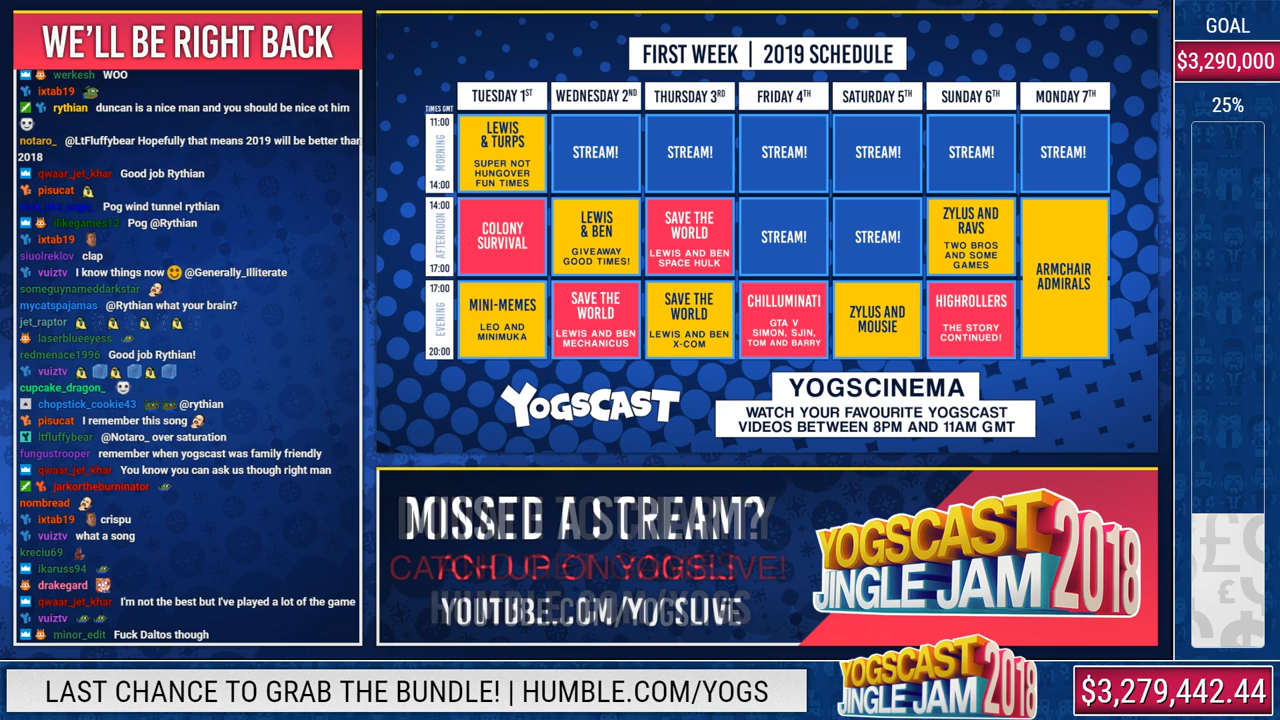 WE'LL BE RIGHT BACK
werkesh WOO
ixtab19
rythian duncan is a nice man and you should be nice ot him
notaro_ @LtFluffybear Hopefully that means 2019 will be better than
2018
qwaar_jet_khar Good job Rythian
pisucat
Pog wind tunnel rythian
ilikegames12 Pog @Rythian
ixtab19
siuolreklov clap
vuiztv I know things now @Generally_Illiterate
someguynameddarkstar
mycatspajamas @Rythian what your brain?
jet_raptor
laserblueeyess
redmenace1996 Good job Rythian!
vuiztv
cupcake_dragon_
chopstick_cookie43 @rythian
pisucat I remember this song
ltfluffybear @Notaro_ over saturation
fungustrooper remember when yogscast was family friendly
qwaar_jet_khar You know you can ask us though right man
jarkortheburninator
nombread
ixtab19 crispu
vuiztv what a song
kreciu69
ikaruss94
drakegard
qwaar_jet_khar I'm not the best but I've played a lot of the game
vuiztv
minor_edit Fuck Daltos though
FIRST WEEK | 2019 SCHEDULE
TIMES GMT
TUESDAY 1ST
WEDNESDAY 2ND
THURSDAY 3RD
FRIDAY 4TH
SATURDAY 5TH
SUNDAY 6TH
MONDAY 7TH
11:00
MORNING
14:00
LEWIS
& TURPS
SUPER NOT
HUNGOVER
FUN TIMES
STREAM!
STREAM!
STREAM!
STREAM!
STREAM!
STREAM!
14:00
AFTERNOON
17:00
COLONY
SURVIVAL
LEWIS
& BEN
GIVEAWAY
GOOD TIMES!
SAVE THE
WORLD
LEWIS AND BEN
SPACE HULK
STREAM!
STREAM!
ZYLUS AND
RAVS
TWO BROS
AND SOME
GAMES
ARMCHAIR
ADMIRALS
17:00
EVENING
20:00
MINI-MEMES
LEO AND
MINIMUKA
SAVE THE
WORLD
LEWIS AND BEN
MECHANICUS
SAVE THE
WORLD
LEWIS AND BEN
X-COM
CHILLUMINATI
GTA V
SIMON, SJIN,
TOM AND BARRY
ZYLUS AND
MOUSIE
HIGHROLLERS
THE STORY
CONTINUED!
YOGSCAST
YOGSCINEMA
WATCH YOUR FAVOURITE YOGSCAST
VIDEOS BETWEEN 8PM AND 11AM GMT
MISSED A STREAM?
CATCH UP ON YOGSLIVE!
YOUTUBE.COM/YOGSLIVE
YOGSCAST
JINGLE JAM 2018
GOAL
$3,290,000
25%
LAST CHANCE TO GRAB THE BUNDLE! | HUMBLE.COM/YOGS
YOGSCAST
JINGLE JAM 2018
$3,279,442.44